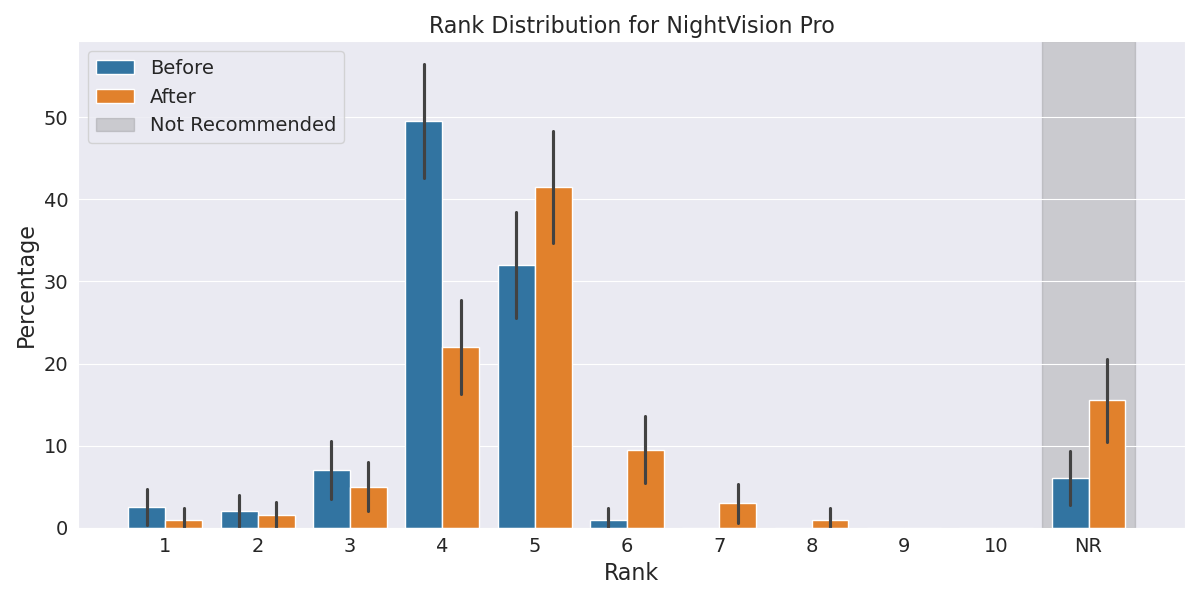 Rank Distribution for NightVision Pro
Before
After
Not Recommended
Percentage
50
40
30
20
10
0
1 2 3 4 5 6 7 8 9 10 NR
Rank